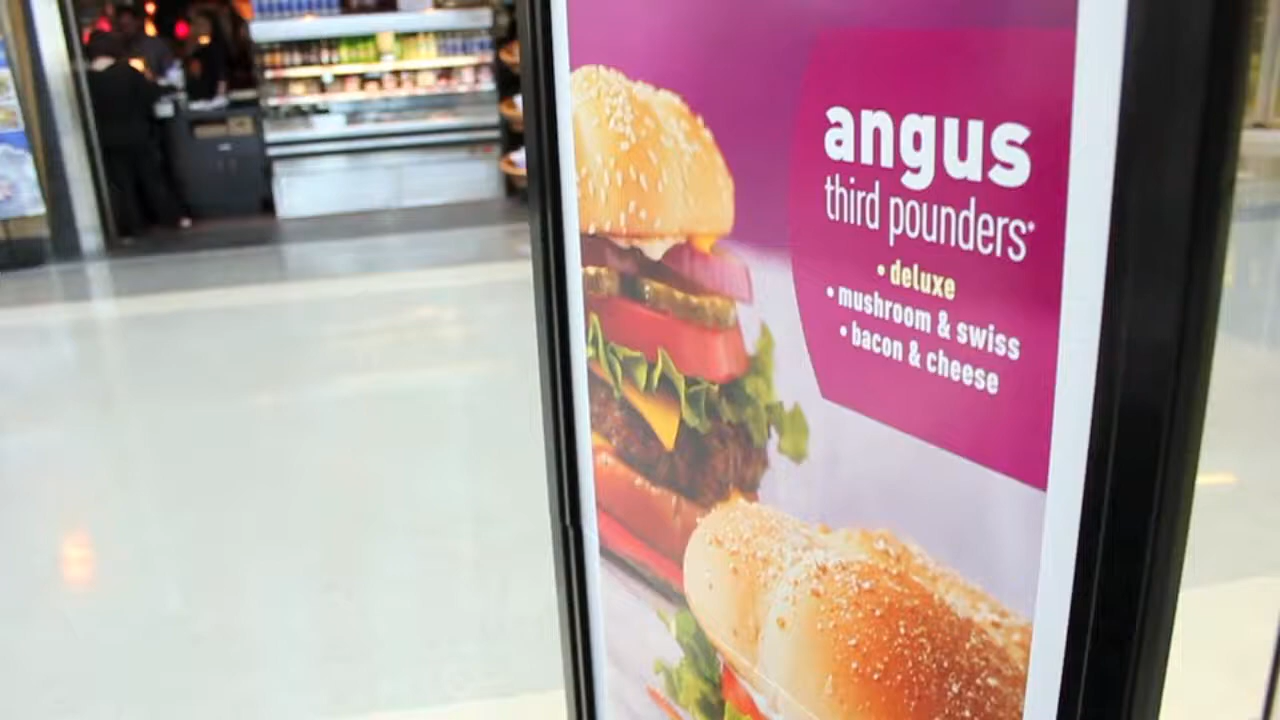 angus
third pounders*
• deluxe
• mushroom & swiss
• bacon & cheese